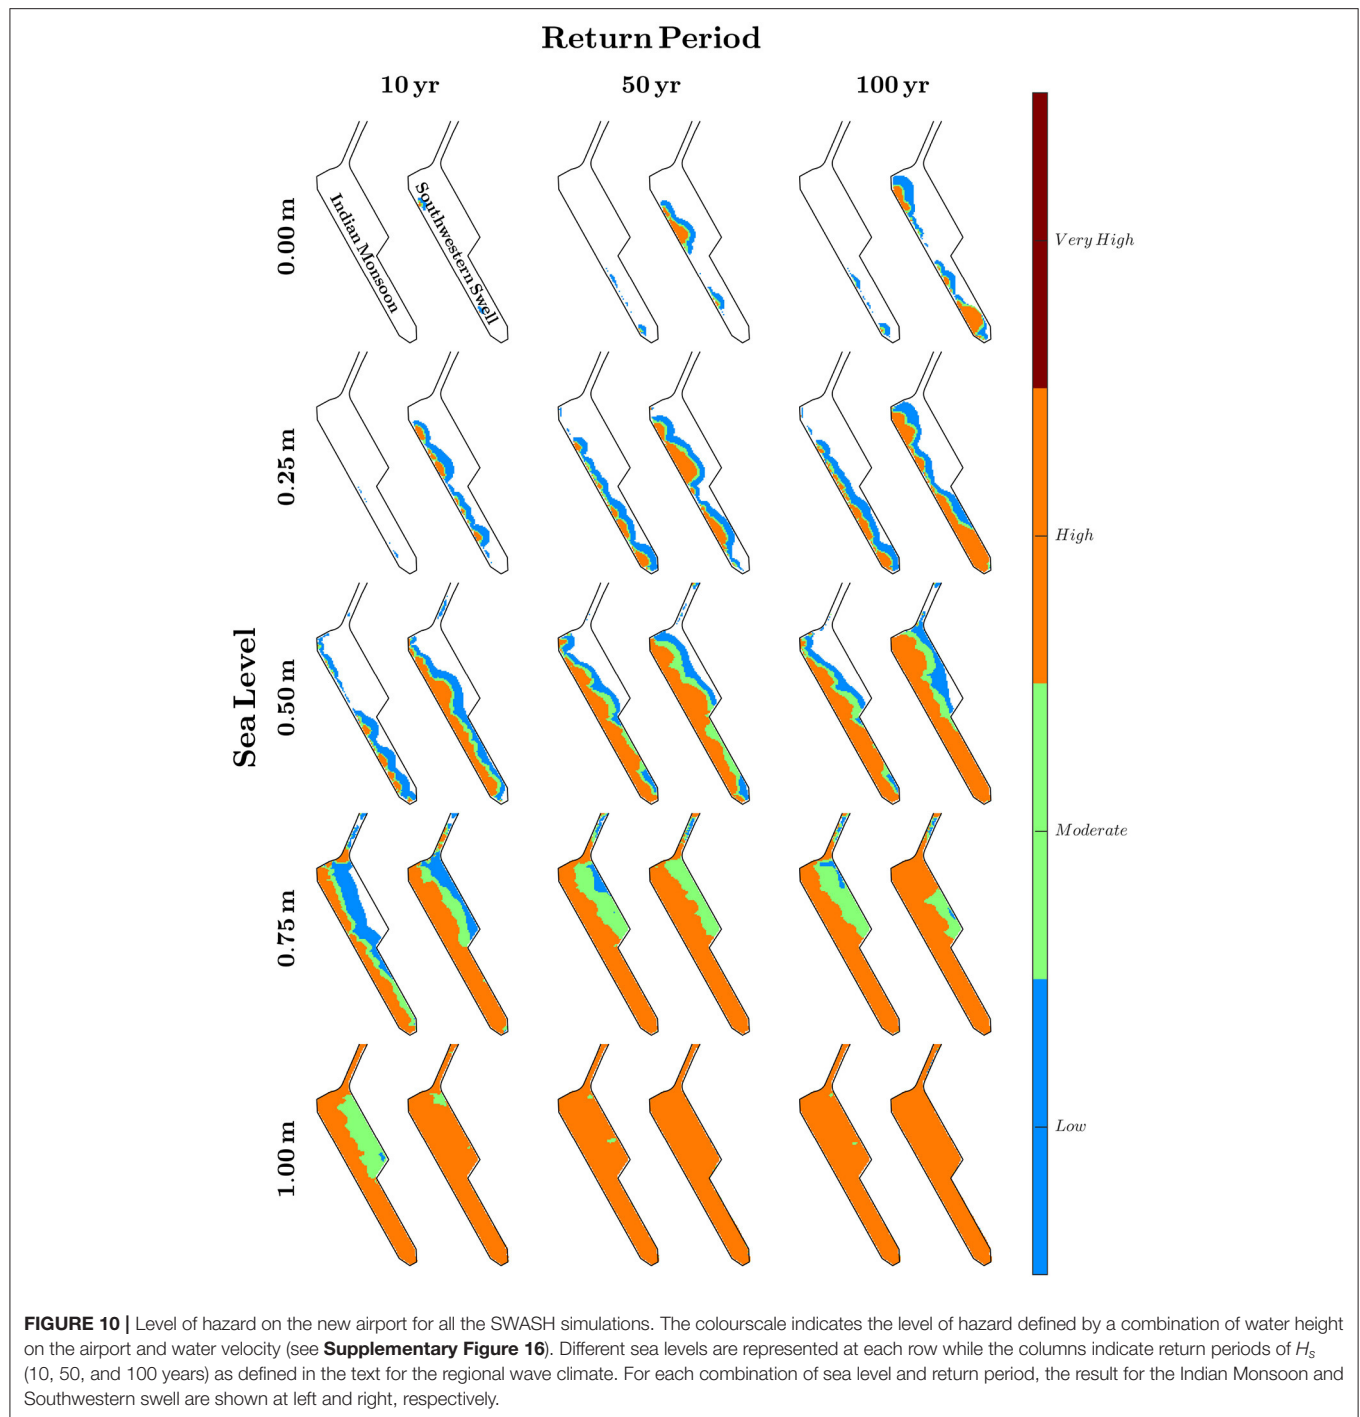 Return Period
10 yr
50 yr
100 yr
Sea Level
0.00 m
Indian Monsoon
Southwestern Swell
0.25 m
0.50 m
0.75 m
1.00 m
Very High
High
Moderate
Low
FIGURE 10 | Level of hazard on the new airport for all the SWASH simulations. The colourscale indicates the level of hazard defined by a combination of water height
on the airport and water velocity (see Supplementary Figure 16). Different sea levels are represented at each row while the columns indicate return periods of Hs
(10, 50, and 100 years) as defined in the text for the regional wave climate. For each combination of sea level and return period, the result for the Indian Monsoon and
Southwestern swell are shown at left and right, respectively.